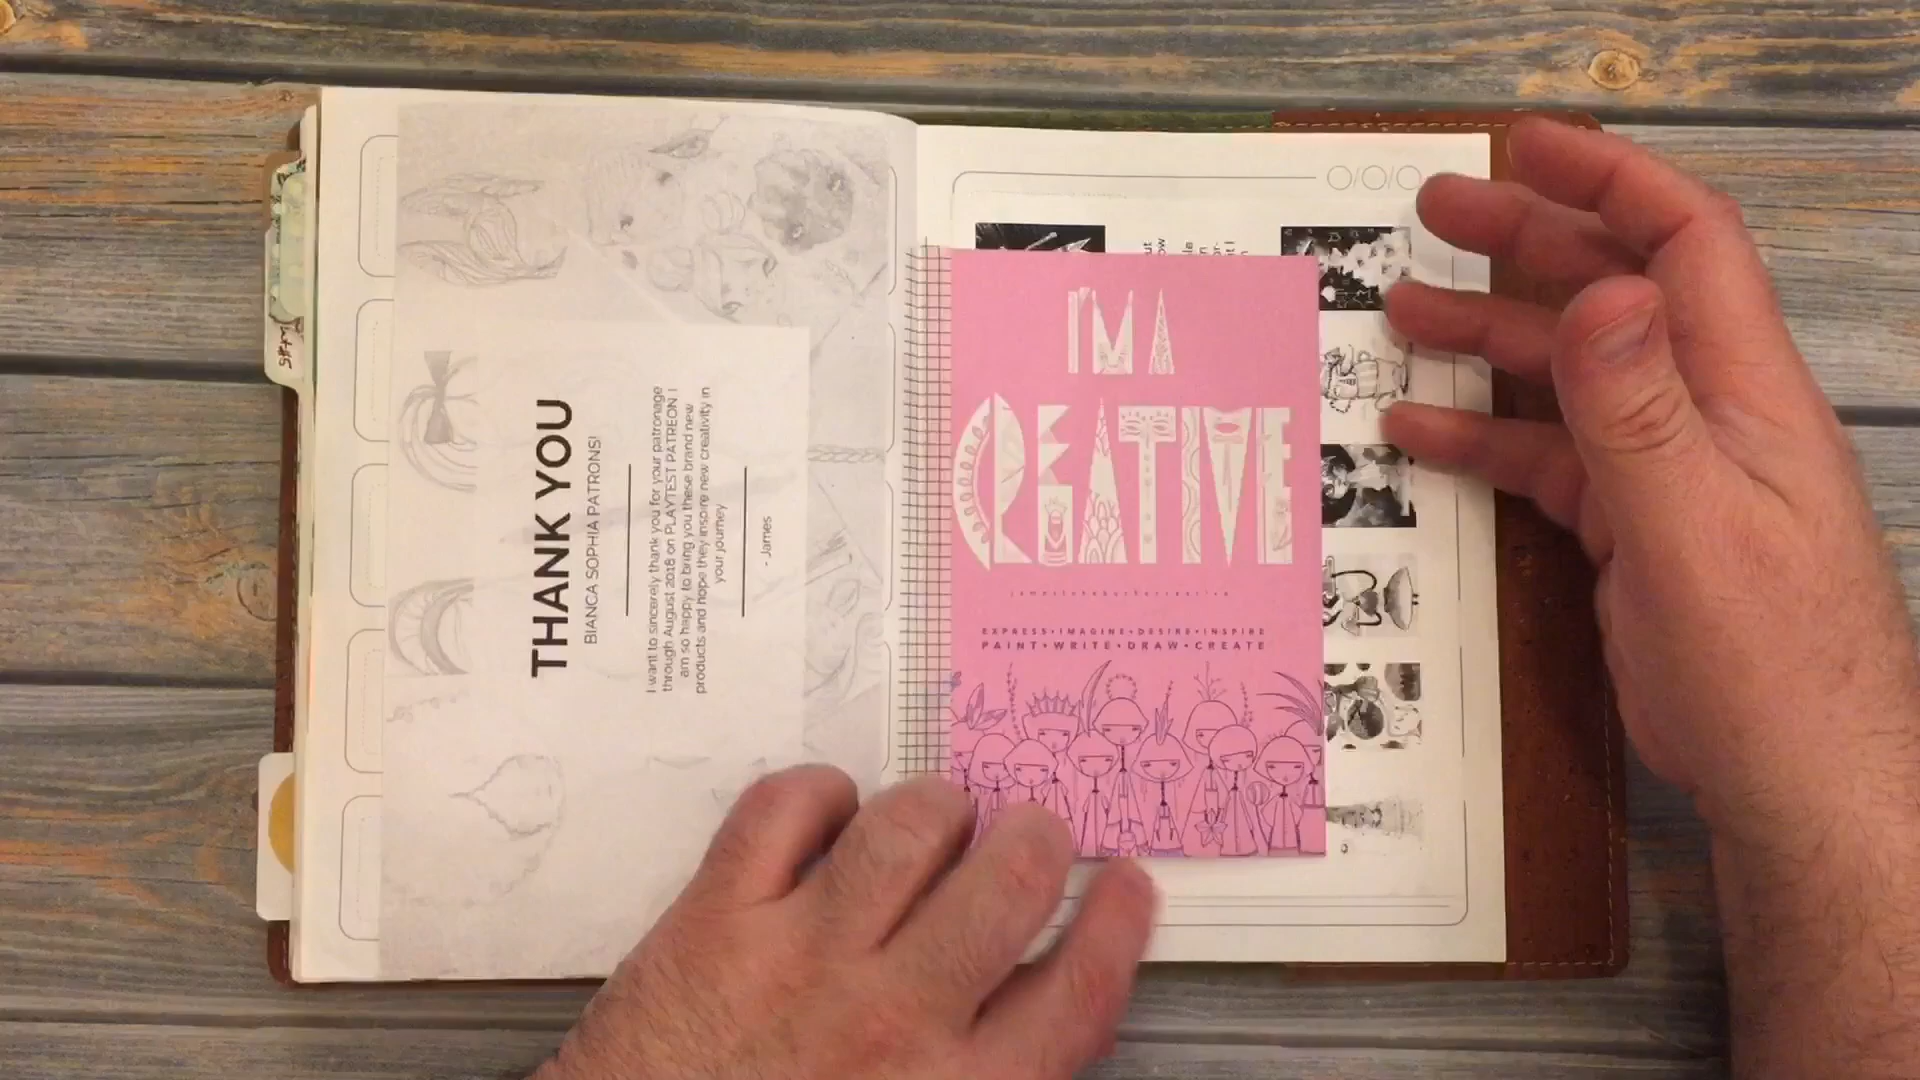 THANK YOU
BIANCA SOPHIA PATRONS!
I want to sincerely thank you for your patronage
through August 2018 on PLAYTEST PATREON I
am so happy to bring you these brand new
products and hope they inspire new creativity in
your journey
- James
I'M A
CREATIVE
EXPRESS•IMAGINE•DESIRE•INSPIRE
PAINT•WRITE•DRAW•CREATE